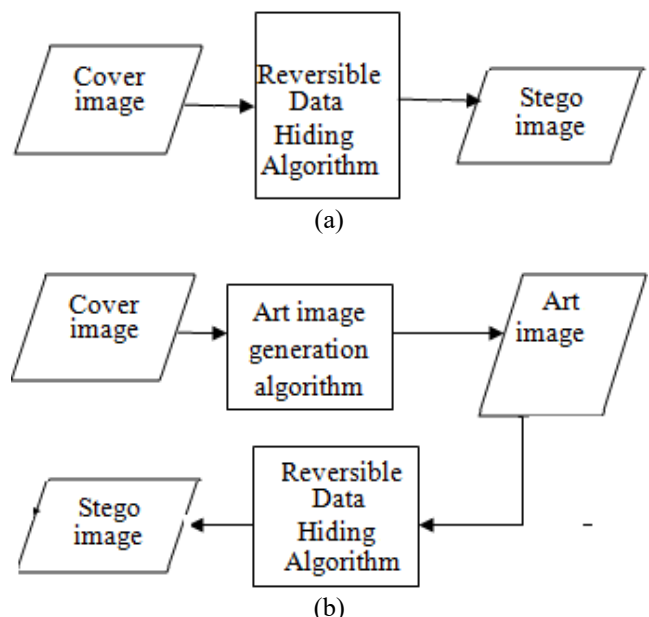 Cover
image
Reversible
Data
Hiding
Algorithm
Stego
image
(a)
Cover
image
Art image
generation
algorithm
Art
image
Reversible
Data
Hiding
Algorithm
Stego
image
(b)